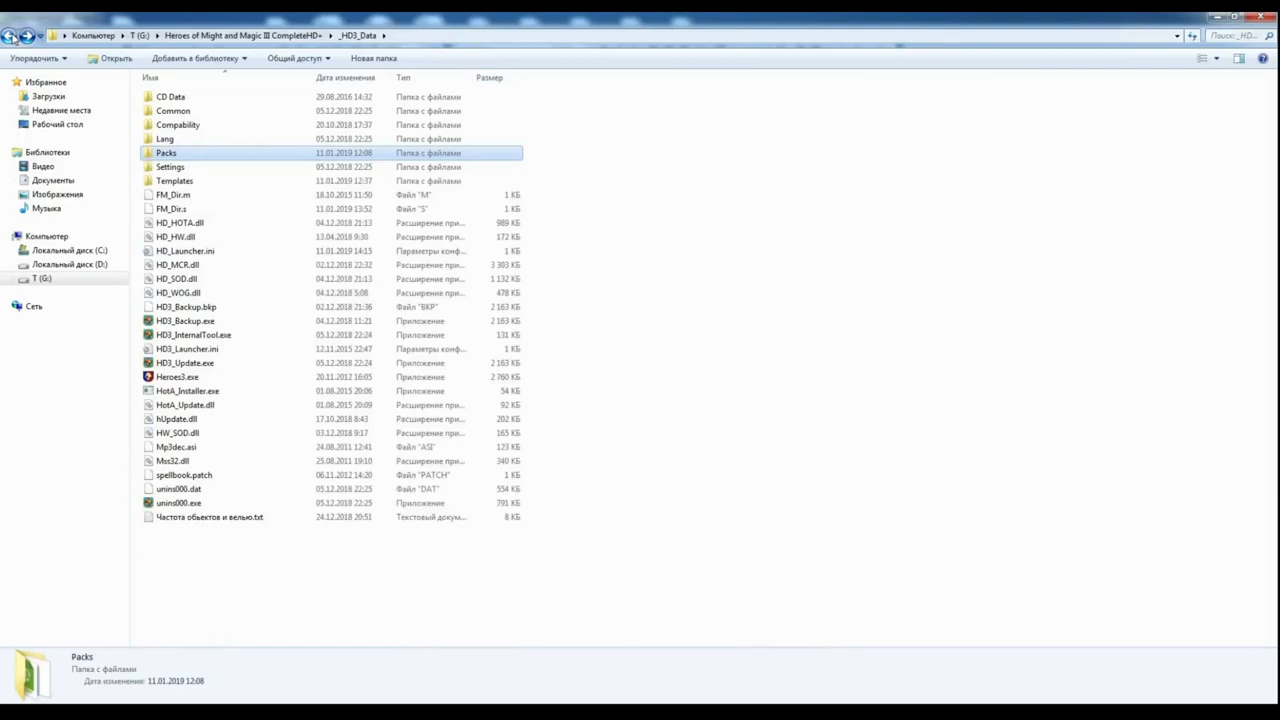 Компьютер T (G:) Heroes of Might and Magic III CompleteHD+ _HD3_Data Поиск: _HD...
Упорядочить Открыть Добавить в библиотеку Общий доступ Новая папка
Имя Дата изменения Тип Размер
Избранное
Загрузки
Недавние места
Рабочий стол
Библиотеки
Видео
Документы
Изображения
Музыка
Компьютер
Локальный диск (C:)
Локальный диск (D:)
T (G:)
Сеть
CD Data 29.08.2016 14:32 Папка с файлами
Common 05.12.2018 22:25 Папка с файлами
Compability 20.10.2018 17:37 Папка с файлами
Lang 05.12.2018 22:25 Папка с файлами
Packs 11.01.2019 12:08 Папка с файлами
Settings 05.12.2018 22:25 Папка с файлами
Templates 11.01.2019 12:37 Папка с файлами
FM_Dir.m 18.10.2015 11:50 Файл "M" 1 КБ
FM_Dir.s 11.01.2019 13:52 Файл "S" 1 КБ
HD_HOTA.dll 04.12.2018 21:13 Расширение при... 989 КБ
HD_HW.dll 13.04.2018 9:30 Расширение при... 172 КБ
HD_Launcher.ini 11.01.2019 14:15 Параметры конф... 1 КБ
HD_MCR.dll 02.12.2018 22:32 Расширение при... 3 303 КБ
HD_SOD.dll 04.12.2018 21:13 Расширение при... 1 132 КБ
HD_WOG.dll 04.12.2018 5:08 Расширение при... 478 КБ
HD3_Backup.bkp 02.12.2018 21:36 Файл "BKP" 2 163 КБ
HD3_Backup.exe 04.12.2018 11:21 Приложение 2 163 КБ
HD3_InternalTool.exe 05.12.2018 22:24 Приложение 131 КБ
HD3_Launcher.ini 12.11.2015 22:47 Параметры конф... 1 КБ
HD3_Update.exe 05.12.2018 22:24 Приложение 2 163 КБ
Heroes3.exe 20.11.2012 16:05 Приложение 2 760 КБ
HotA_Installer.exe 01.08.2015 20:06 Приложение 54 КБ
HotA_Update.dll 01.08.2015 20:09 Расширение при... 92 КБ
hUpdate.dll 17.10.2018 8:43 Расширение при... 202 КБ
HW_SOD.dll 03.12.2018 9:17 Расширение при... 165 КБ
Mp3dec.asi 24.08.2011 12:41 Файл "ASI" 123 КБ
Mss32.dll 25.08.2011 19:10 Расширение при... 340 КБ
spellbook.patch 06.11.2012 14:20 Файл "PATCH" 1 КБ
unins000.dat 05.12.2018 22:25 Файл "DAT" 554 КБ
unins000.exe 05.12.2018 22:25 Приложение 791 КБ
Частота обьектов и велью.txt 24.12.2018 20:51 Текстовый докум... 8 КБ
Packs
Папка с файлами
Дата изменения: 11.01.2019 12:08